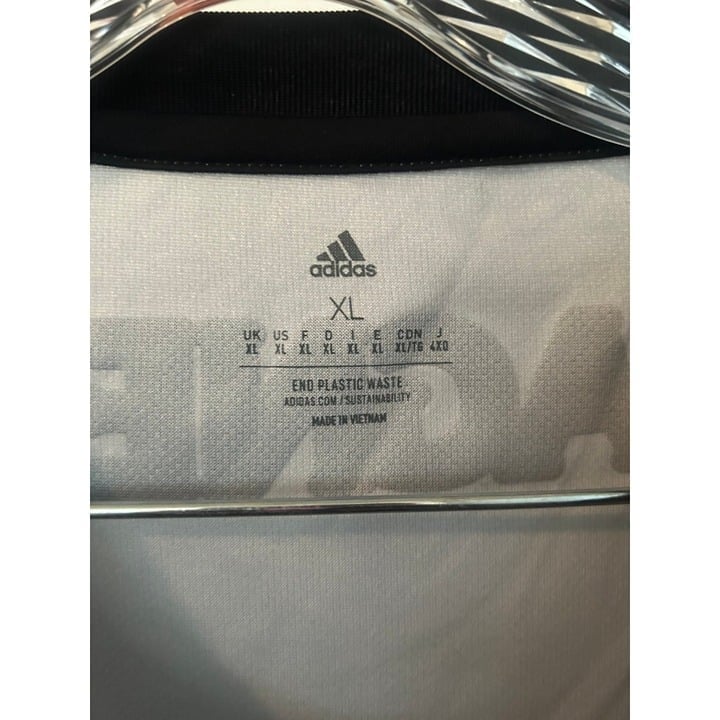 adidas
XL
UK US F D I E CDN J
XL XL XL XL XL XL XL/TG 4XO
END PLASTIC WASTE
ADIDAS.COM / SUSTAINABILITY
MADE IN VIETNAM